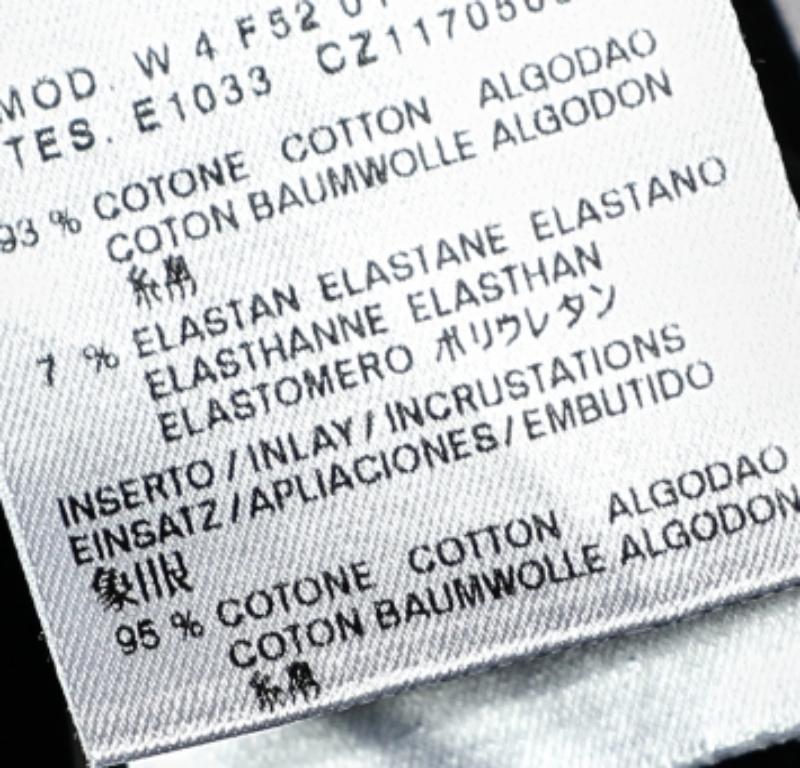 MOD. W 4 F52
TES. E1033 CZ11705
93 % COTONE COTTON ALGODAO
COTON BAUMWOLLE ALGODON
7 % ELASTAN ELASTANE ELASTANO
ELASTHANNE ELASTHAN
ELASTOMERO ポリウレタン
INSERTO / INLAY / INCRUSTATIONS
EINSATZ / APLIACIONES / EMBUTIDO
95 % COTONE COTTON ALGODAO
COTON BAUMWOLLE ALGODON